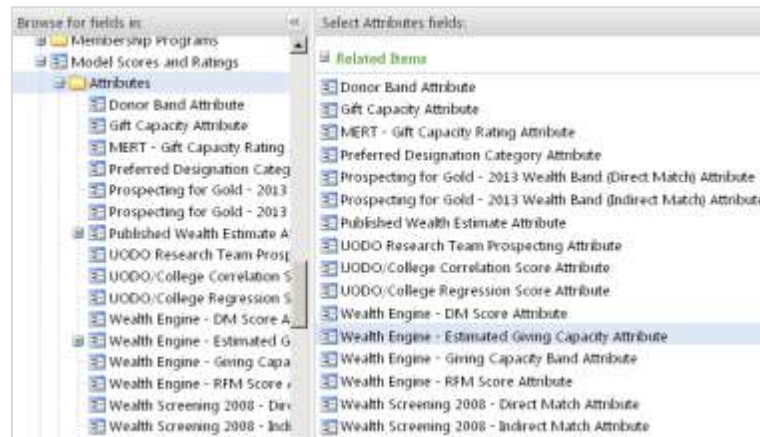 Browse for fields in:
Membership Programs
Model Scores and Ratings
Attributes
Donor Band Attribute
Gift Capacity Attribute
MERT - Gift Capacity Rating
Preferred Designation Categ
Prospecting for Gold - 2013
Prospecting for Gold - 2013
Published Wealth Estimate A
UODO Research Team Prosp
UODO/College Correlation S
UODO/College Regression S
Wealth Engine - DM Score A
Wealth Engine - Estimated G
Wealth Engine - Giving Capa
Wealth Engine - RFM Score A
Wealth Screening 2008 - Dire
Wealth Screening 2008 - Indi
Select Attributes fields:
Related Items
Donor Band Attribute
Gift Capacity Attribute
MERT - Gift Capacity Rating Attribute
Preferred Designation Category Attribute
Prospecting for Gold - 2013 Wealth Band (Direct Match) Attribute
Prospecting for Gold - 2013 Wealth Band (Indirect Match) Attribute
Published Wealth Estimate Attribute
UODO Research Team Prospecting Attribute
UODO/College Correlation Score Attribute
UODO/College Regression Score Attribute
Wealth Engine - DM Score Attribute
Wealth Engine - Estimated Giving Capacity Attribute
Wealth Engine - Giving Capacity Band Attribute
Wealth Engine - RFM Score Attribute
Wealth Screening 2008 - Direct Match Attribute
Wealth Screening 2008 - Indirect Match Attribute